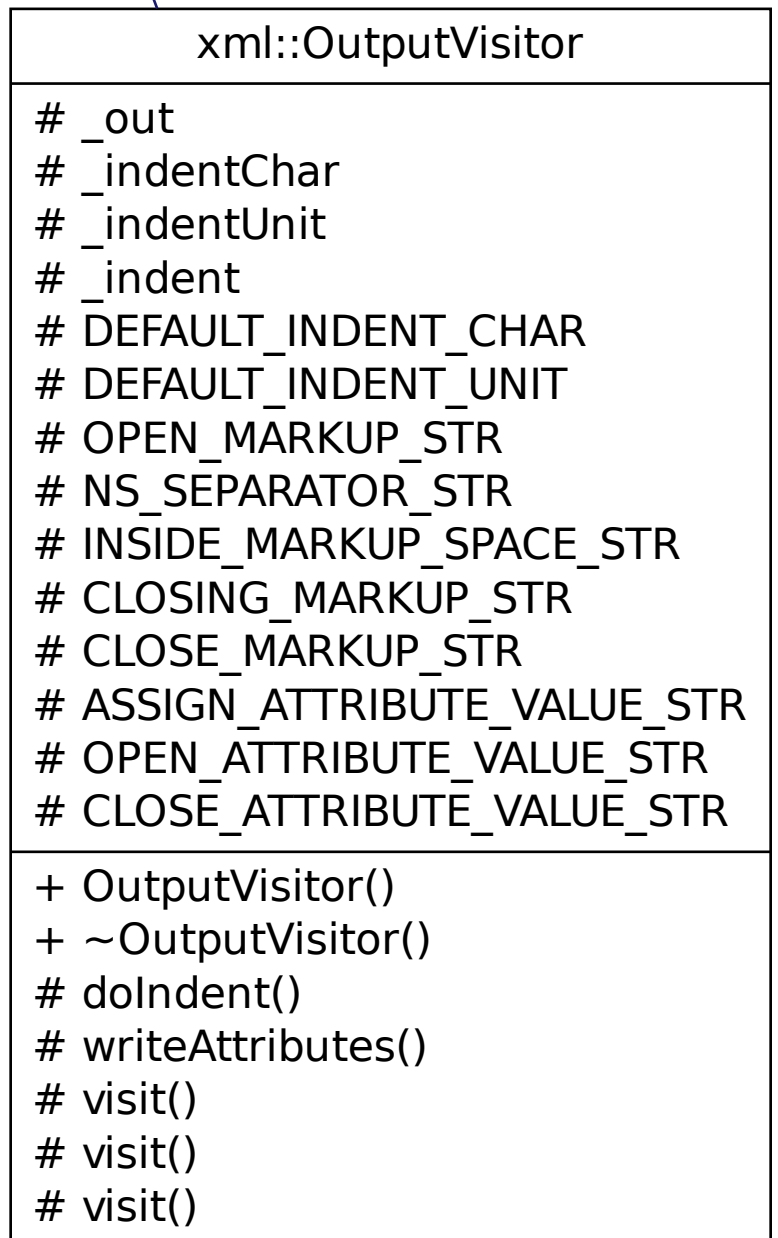 xml::OutputVisitor
# _out
# _indentChar
# _indentUnit
# _indent
# DEFAULT_INDENT_CHAR
# DEFAULT_INDENT_UNIT
# OPEN_MARKUP_STR
# NS_SEPARATOR_STR
# INSIDE_MARKUP_SPACE_STR
# CLOSING_MARKUP_STR
# CLOSE_MARKUP_STR
# ASSIGN_ATTRIBUTE_VALUE_STR
# OPEN_ATTRIBUTE_VALUE_STR
# CLOSE_ATTRIBUTE_VALUE_STR
+ OutputVisitor()
+ ~OutputVisitor()
# doIndent()
# writeAttributes()
# visit()
# visit()
# visit()